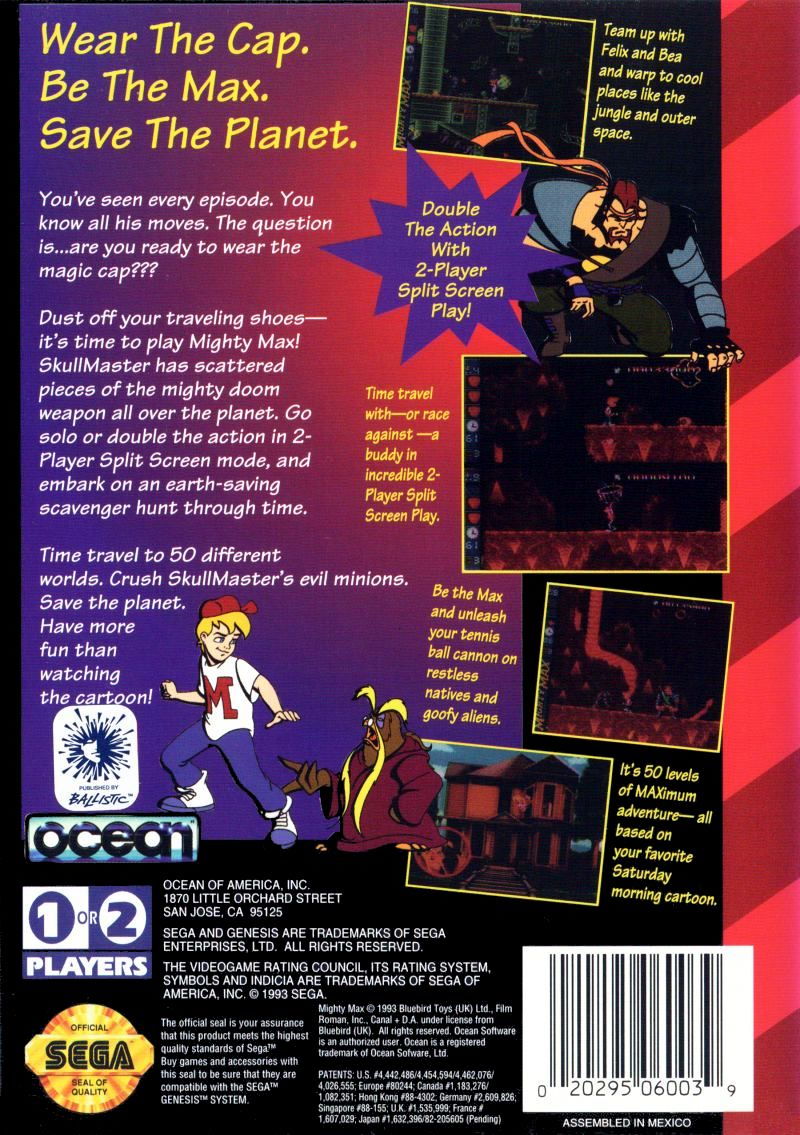 Wear The Cap.
Be The Max.
Save The Planet.
Team up with
Felix and Bea
and warp to cool
places like the
jungle and outer
space.
You've seen every episode. You
know all his moves. The question
is...are you ready to wear the
magic cap???
Double
The Action
With
2-Player
Split Screen
Play!
Dust off your traveling shoes—
it's time to play Mighty Max!
SkullMaster has scattered
pieces of the mighty doom
weapon all over the planet. Go
solo or double the action in 2-
Player Split Screen mode, and
embark on an earth-saving
scavenger hunt through time.
Time travel
with—or race
against —a
buddy in
incredible 2-
Player Split
Screen Play.
Time travel to 50 different
worlds. Crush SkullMaster's evil minions.
Save the planet.
Have more
fun than
watching
the cartoon!
Be the Max
and unleash
your tennis
ball cannon on
restless
natives and
goofy aliens.
M
It's 50 levels
of MAXimum
adventure— all
based on
your favorite
Saturday
morning cartoon.
PUBLISHED BY
BALLISTIC™
ocean
1 OR 2
PLAYERS
OCEAN OF AMERICA, INC.
1870 LITTLE ORCHARD STREET
SAN JOSE, CA 95125
SEGA AND GENESIS ARE TRADEMARKS OF SEGA
ENTERPRISES, LTD. ALL RIGHTS RESERVED.
THE VIDEOGAME RATING COUNCIL, ITS RATING SYSTEM,
SYMBOLS AND INDICIA ARE TRADEMARKS OF SEGA OF
AMERICA, INC. © 1993 SEGA.
OFFICIAL
SEGA
SEAL OF
QUALITY
The official seal is your assurance
that this product meets the highest
quality standards of Sega™
Buy games and accessories with
this seal to be sure that they are
compatible with the SEGA™
GENESIS™ SYSTEM.
Mighty Max © 1993 Bluebird Toys (UK) Ltd., Film
Roman, Inc., Canal + D.A. under license from
Bluebird (UK). All rights reserved. Ocean Software
is an authorized user. Ocean is a registered
trademark of Ocean Sofware, Ltd.
PATENTS: U.S. #4,442,486/4,454,594/4,462,076/
4,026,555; Europe #80244; Canada #1,183,276/
1,082,351; Hong Kong #88-4302; Germany #2,609,826;
Singapore #88-155; U.K. #1,535,999; France #
1,607,029; Japan #1,632,396/82-205605 (Pending)
0 20295 06003 9
ASSEMBLED IN MEXICO